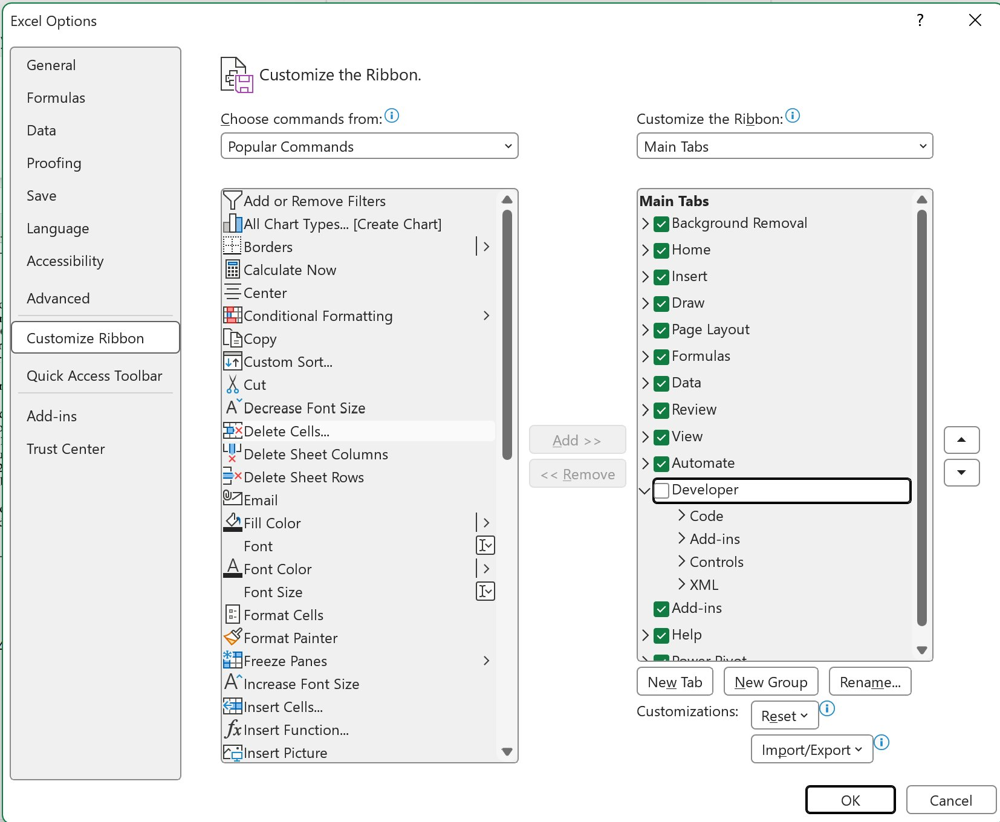 Excel Options
?
General
Formulas
Data
Proofing
Save
Language
Accessibility
Advanced
Customize Ribbon
Quick Access Toolbar
Add-ins
Trust Center
Customize the Ribbon.
Choose commands from:
Popular Commands
Add or Remove Filters
All Chart Types... [Create Chart]
Borders
Calculate Now
Center
Conditional Formatting
Copy
Custom Sort...
Cut
Decrease Font Size
Delete Cells...
Delete Sheet Columns
Delete Sheet Rows
Email
Fill Color
Font
Font Color
Font Size
Format Cells
Format Painter
Freeze Panes
Increase Font Size
Insert Cells...
Insert Function...
Insert Picture
Add >>
<< Remove
Customize the Ribbon:
Main Tabs
Main Tabs
Background Removal
Home
Insert
Draw
Page Layout
Formulas
Data
Review
View
Automate
Developer
Code
Add-ins
Controls
XML
Add-ins
Help
Power Pivot
New Tab
New Group
Rename...
Customizations:
Reset
Import/Export
OK
Cancel